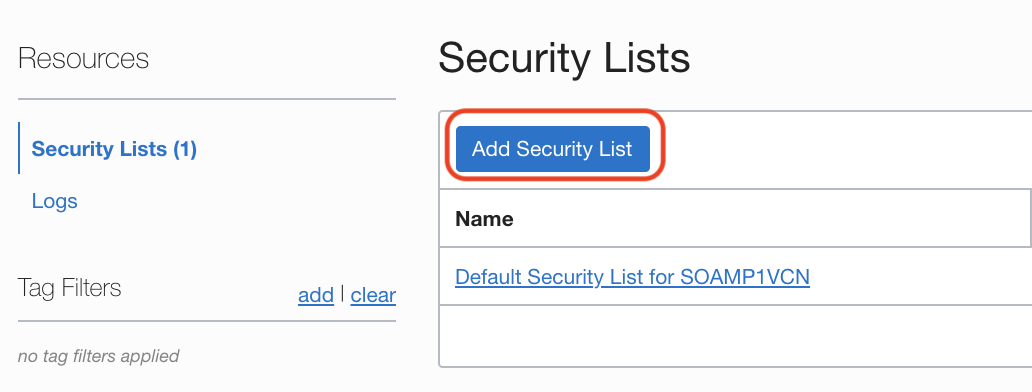 Resources
Security Lists (1)
Logs
Tag Filters
add | clear
no tag filters applied
Security Lists
Add Security List
Name
Default Security List for SOAMP1VCN